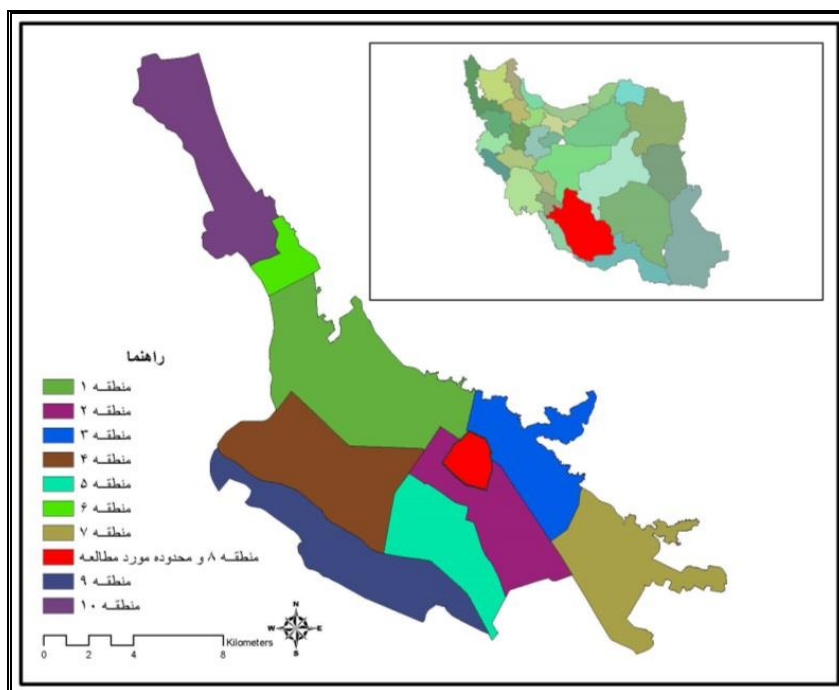 راهنما
منطقه ۱
منطقه ۲
منطقه ۳
منطقه ۴
منطقه ۵
منطقه ۶
منطقه ۷
منطقه ۸ و محدوده مورد مطالعه
منطقه ۹
منطقه ۱۰
N
W E
S
Kilometers
0 2 4 8